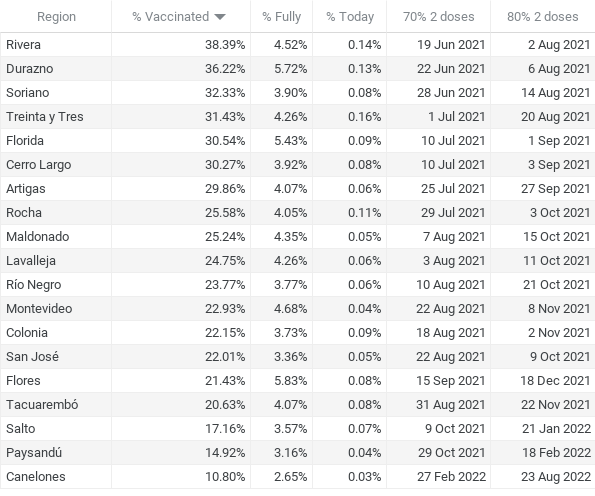 Region % Vaccinated % Fully % Today 70% 2 doses 80% 2 doses
Rivera 38.39% 4.52% 0.14% 19 Jun 2021 2 Aug 2021
Durazno 36.22% 5.72% 0.13% 22 Jun 2021 6 Aug 2021
Soriano 32.33% 3.90% 0.08% 28 Jun 2021 14 Aug 2021
Treinta y Tres 31.43% 4.26% 0.16% 1 Jul 2021 20 Aug 2021
Florida 30.54% 5.43% 0.09% 10 Jul 2021 1 Sep 2021
Cerro Largo 30.27% 3.92% 0.08% 10 Jul 2021 3 Sep 2021
Artigas 29.86% 4.07% 0.06% 25 Jul 2021 27 Sep 2021
Rocha 25.58% 4.05% 0.11% 29 Jul 2021 3 Oct 2021
Maldonado 25.24% 4.35% 0.05% 7 Aug 2021 15 Oct 2021
Lavalleja 24.75% 4.26% 0.06% 3 Aug 2021 11 Oct 2021
Río Negro 23.77% 3.77% 0.06% 10 Aug 2021 21 Oct 2021
Montevideo 22.93% 4.68% 0.04% 22 Aug 2021 8 Nov 2021
Colonia 22.15% 3.73% 0.09% 18 Aug 2021 2 Nov 2021
San José 22.01% 3.36% 0.05% 22 Aug 2021 9 Oct 2021
Flores 21.43% 5.83% 0.08% 15 Sep 2021 18 Dec 2021
Tacuarembó 20.63% 4.07% 0.08% 31 Aug 2021 22 Nov 2021
Salto 17.16% 3.57% 0.07% 9 Oct 2021 21 Jan 2022
Paysandú 14.92% 3.16% 0.04% 29 Oct 2021 18 Feb 2022
Canelones 10.80% 2.65% 0.03% 27 Feb 2022 23 Aug 2022